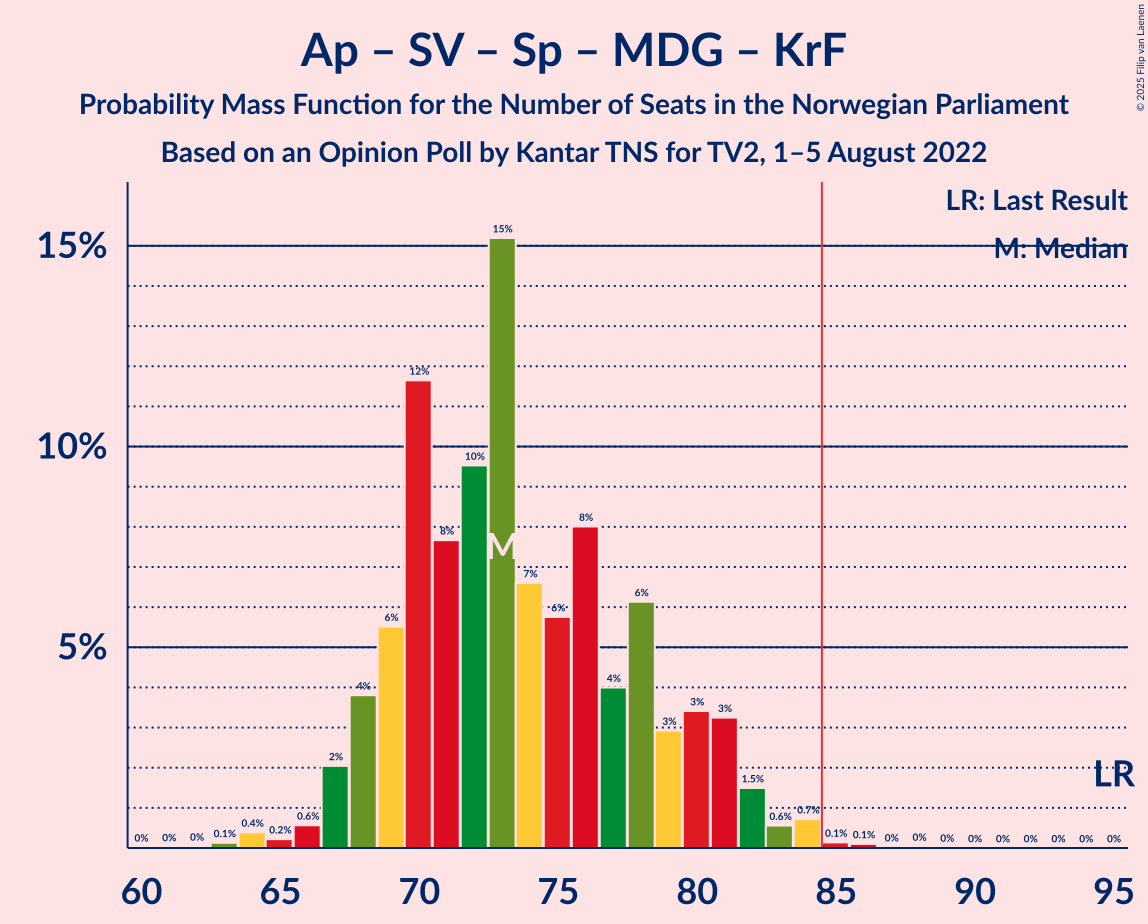 Ap – SV – Sp – MDG – KrF
Probability Mass Function for the Number of Seats in the Norwegian Parliament
Based on an Opinion Poll by Kantar TNS for TV2, 1–5 August 2022
© 2025 Filip van Laenen
LR: Last Result
M: Median
15%
10%
5%
0% 0% 0% 0.1% 0.4% 0.2% 0.6% 2% 4% 6% 12% 8% 10% 15% 7% 6% 8% 4% 6% 3% 3% 3% 1.5% 0.6% 0.7% 0.1% 0.1% 0% 0% 0% 0% 0% 0% 0% 0% 0%
M
LR
60 65 70 75 80 85 90 95